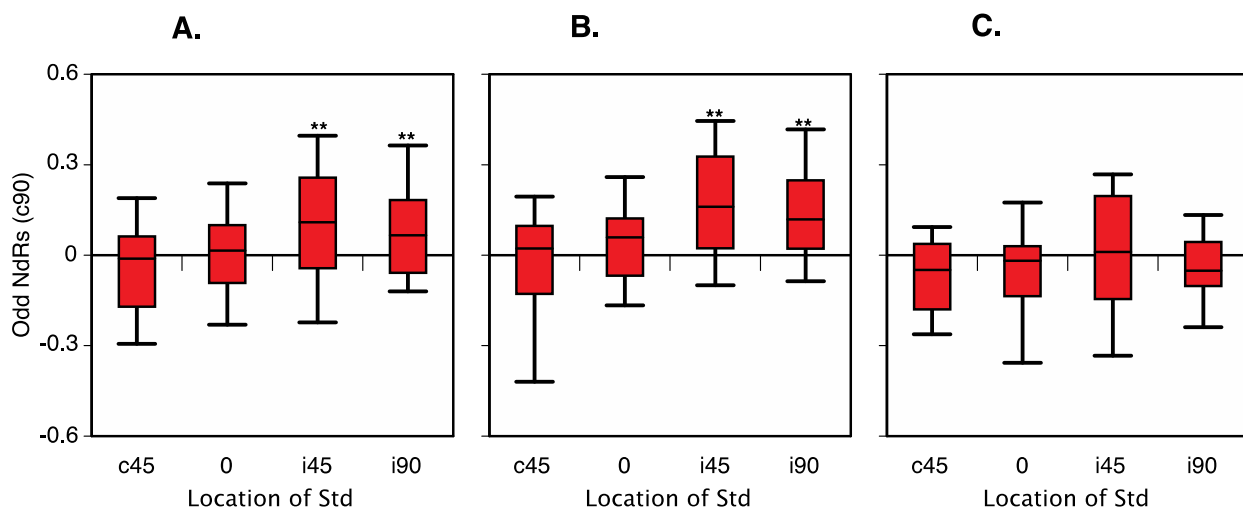 A. B. C.
Odd NdRs (c90)
0.6
0.3
0
-0.3
-0.6
** ** ** **
c45 0 i45 i90 c45 0 i45 i90 c45 0 i45 i90
Location of Std Location of Std Location of Std